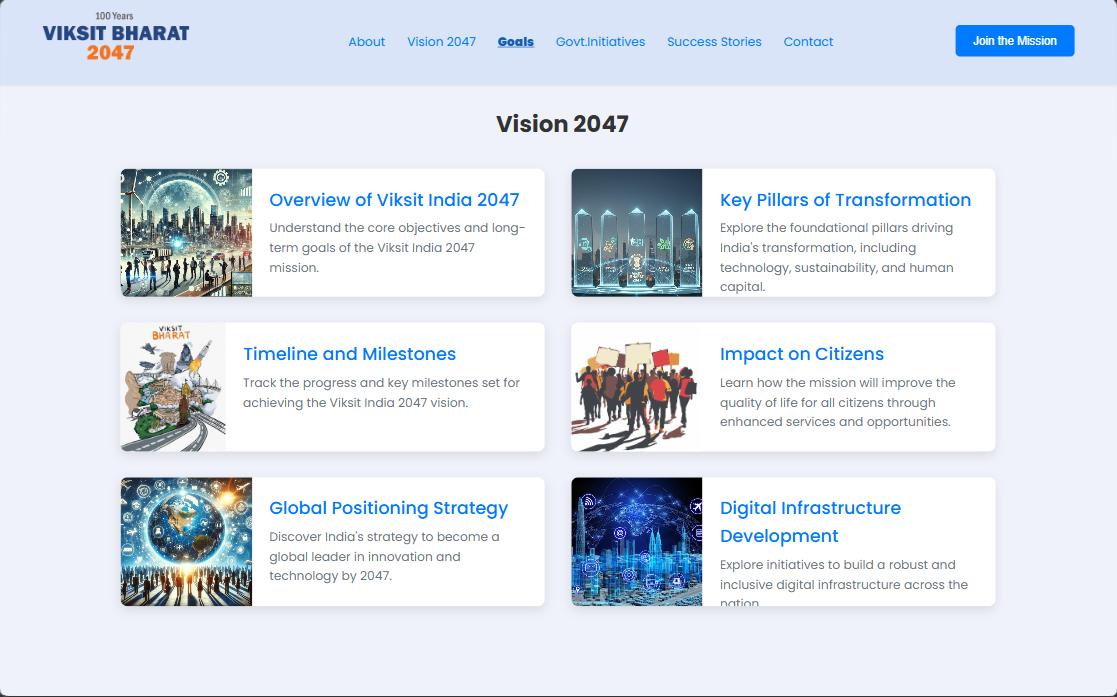 100 Years
VIKSIT BHARAT
2047
About
Vision 2047
Goals
Govt.Initiatives
Success Stories
Contact
Join the Mission
Vision 2047
Overview of Viksit India 2047
Understand the core objectives and long-
term goals of the Viksit India 2047
mission.
Key Pillars of Transformation
Explore the foundational pillars driving
India's transformation, including
technology, sustainability, and human
capital.
VIKSIT
BHARAT
Timeline and Milestones
Track the progress and key milestones set for
achieving the Viksit India 2047 vision.
Impact on Citizens
Learn how the mission will improve the
quality of life for all citizens through
enhanced services and opportunities.
Global Positioning Strategy
Discover India's strategy to become a
global leader in innovation and
technology by 2047.
Digital Infrastructure
Development
Explore initiatives to build a robust and
inclusive digital infrastructure across the
nation.